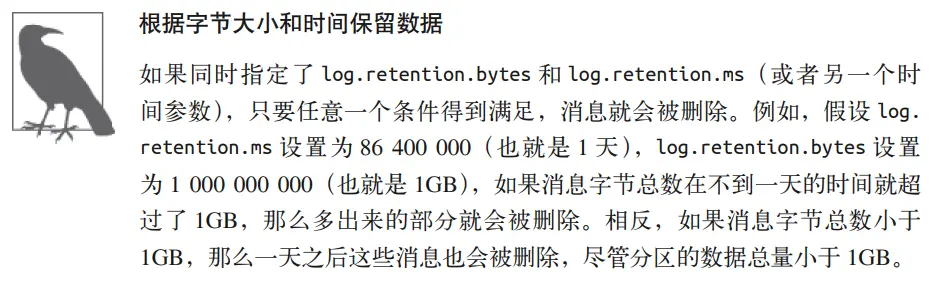 根据字节大小和时间保留数据
如果同时指定了 log.retention.bytes 和 log.retention.ms（或者另一个时
间参数），只要任意一个条件得到满足，消息就会被删除。例如，假设 log.
retention.ms 设置为 86 400 000（也就是 1 天），log.retention.bytes 设置
为 1 000 000 000（也就是 1GB），如果消息字节总数在不到一天的时间就超
过了 1GB，那么多出来的部分就会被删除。相反，如果消息字节总数小于
1GB，那么一天之后这些消息也会被删除，尽管分区的数据总量小于 1GB。